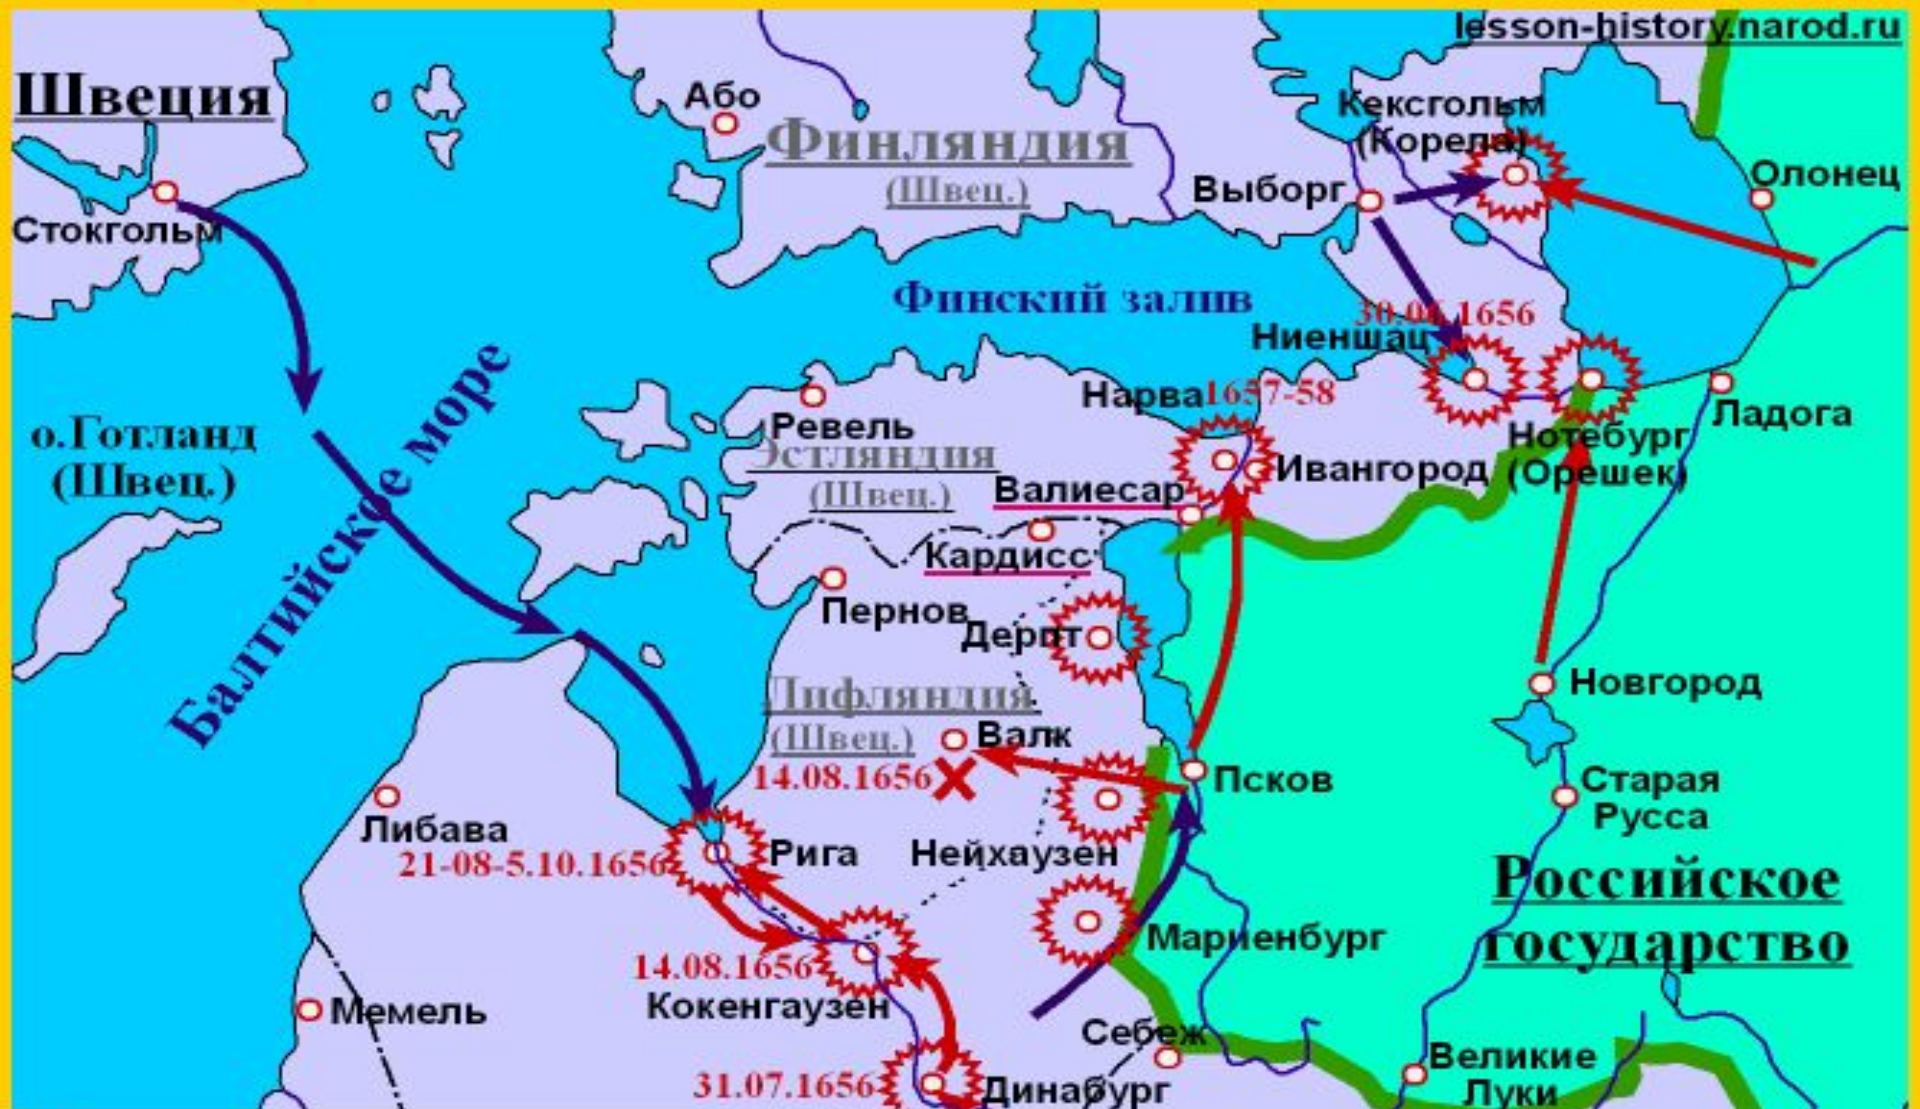 lesson-history.narod.ru
Швеция
Або
Кексгольм
(Корела)
Финляндия
(Швец.)
Выборг
Олонец
Стокгольм
Финский залив
30.06.1656
Ниеншац
Нарва 1657-58
Ладога
о.Готланд
(Швец.)
Балтийское море
Ревель
Эстляндия
(Швец.)
Валиесар
Ивангород
Нотебург
(Орешек)
Кардисс
Пернов
Дерпт
Лифляндия
(Швец.)
Валк
14.08.1656
Новгород
Псков
Старая
Русса
Либава
21-08-5.10.1656
Рига
Нейхаузен
Российское
государство
Мариенбург
14.08.1656
Кокенгаузен
Мемель
Себеж
Великие
Луки
31.07.1656
Динабург